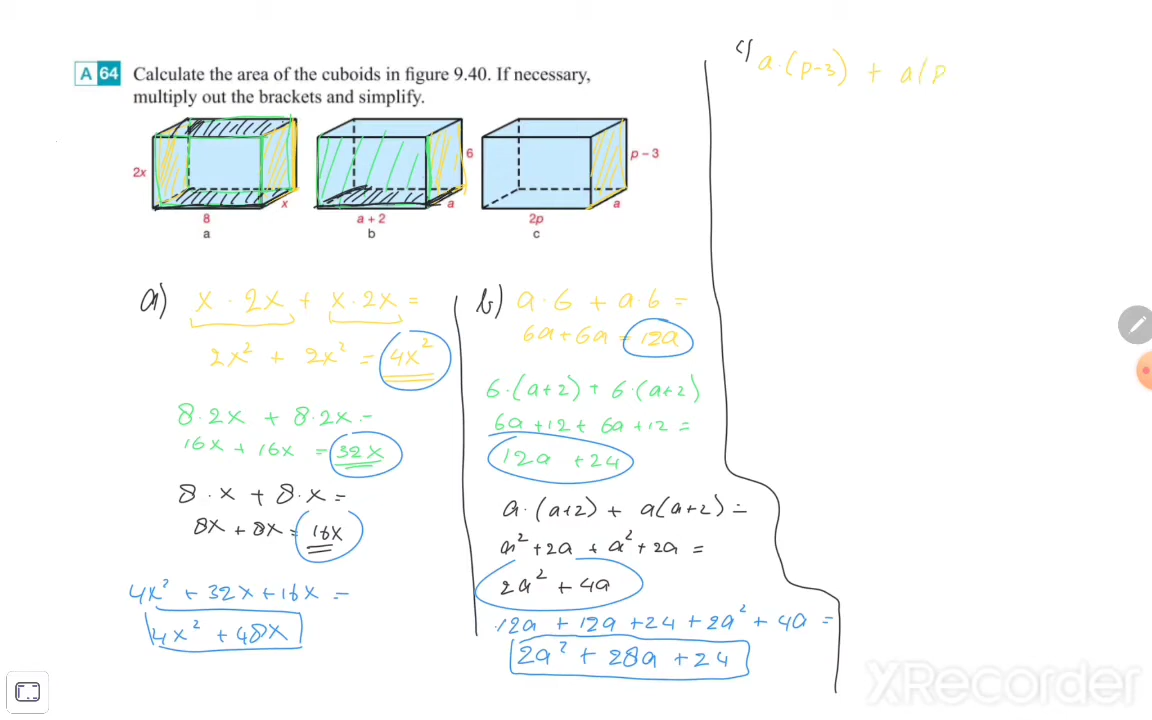 A 64 Calculate the area of the cuboids in figure 9.40. If necessary,
multiply out the brackets and simplify.
2x
8
x
a
6
a + 2
a
b
p – 3
2p
a
c
a) x · 2x + x · 2x =
2x² + 2x² = 4x²
8 · 2x + 8 · 2x =
16x + 16x = 32x
8 · x + 8 · x =
8x + 8x = 16x
4x² + 32x + 16x =
4x² + 48x
b) a · 6 + a · 6 =
6a + 6a = 12a
6 · (a+2) + 6 · (a+2)
6a + 12 + 6a + 12 =
12a + 24
a · (a+2) + a(a+2) =
a² + 2a + a² + 2a =
2a² + 4a
12a + 12a + 24 + 2a² + 4a =
2a² + 28a + 24
c) a · (p-3) + a(p
XRecorder